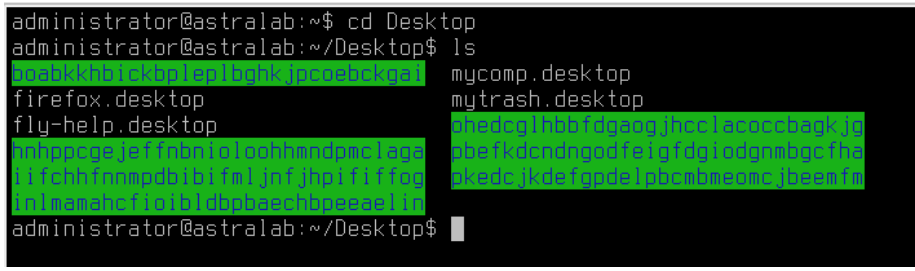 administrator@astralab:~$ cd Desktop
administrator@astralab:~/Desktop$ ls
boabkkhbickbpleplbghkjpcoebckgai mycomp.desktop
firefox.desktop mytrash.desktop
fly-help.desktop ohedcglhbbfdgaogjhcclacoccbagkjg
hnhppcgejeffnbnioloohhmndpmclaga pbefkdcndngodfeigfdgiodgnmbgcfha
iifchhfnnmpdbibifmljnfjhpififfog pkedcjkdefgpdelpbcmbmeomcjbeemfm
inlmamahcfioibldbpbaechbpeeaelin
administrator@astralab:~/Desktop$